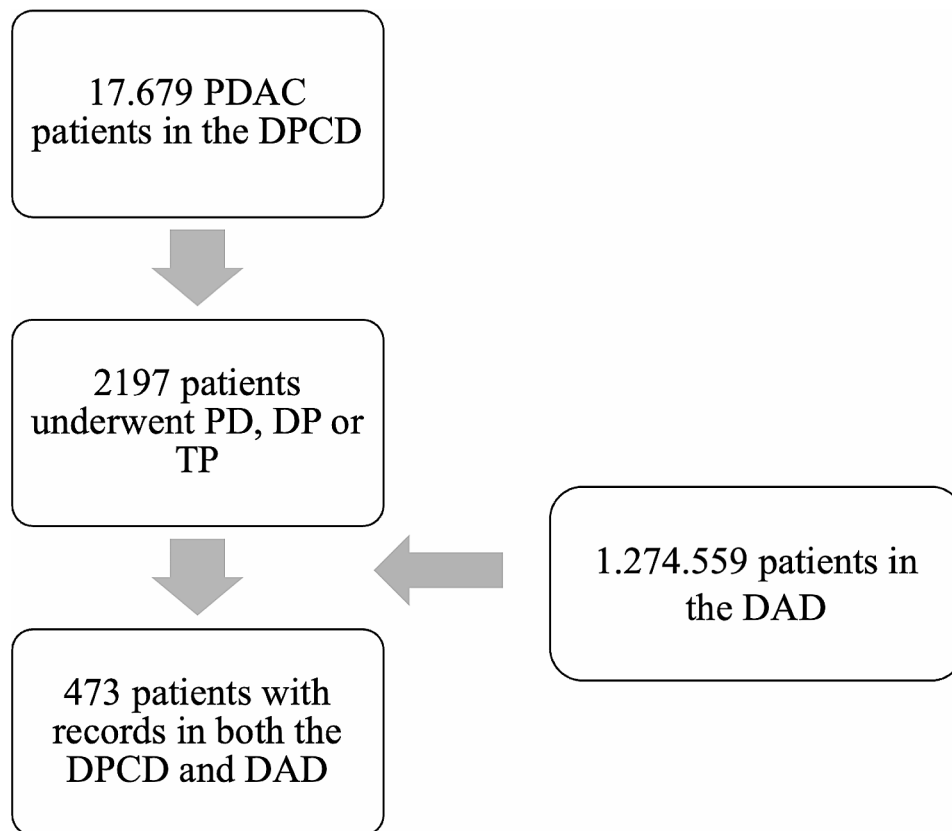 17.679 PDAC
patients in the DPCD
2197 patients
underwent PD, DP or
TP
1.274.559 patients in
the DAD
473 patients with
records in both the
DPCD and DAD